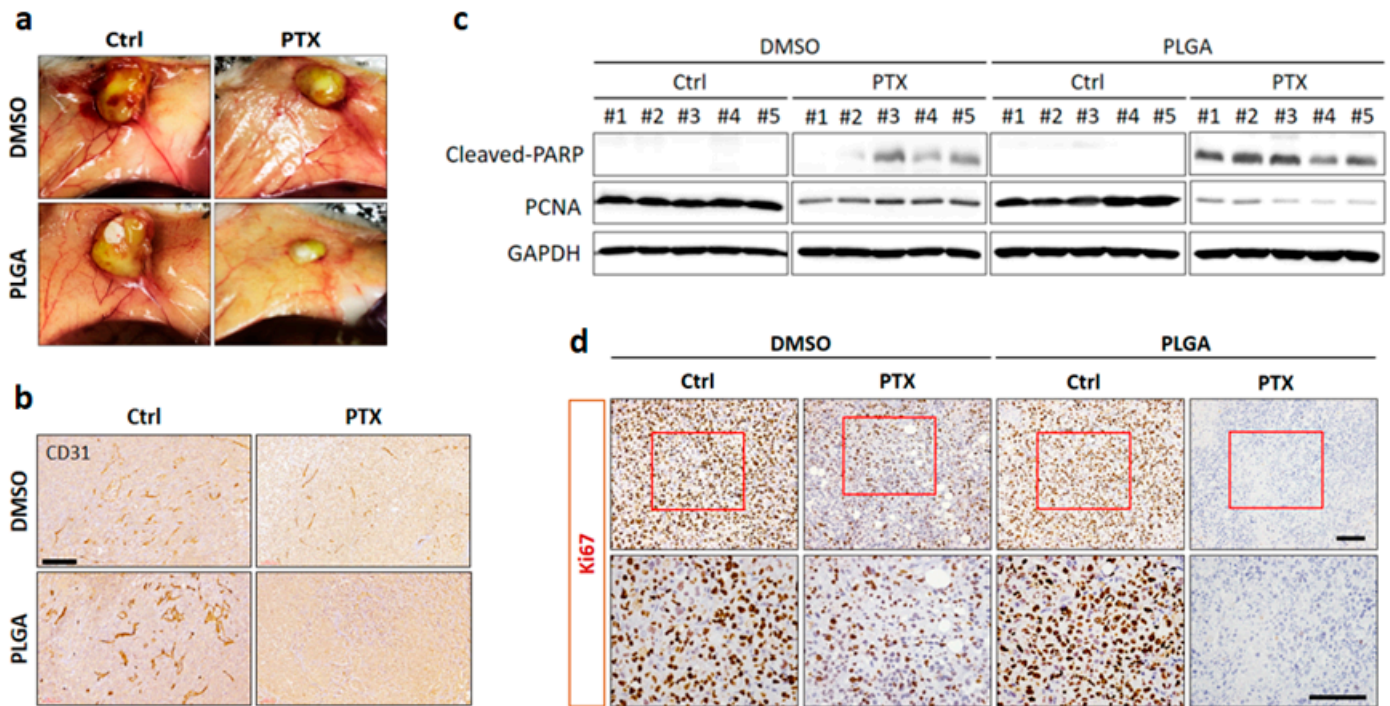 a
Ctrl PTX
DMSO
PLGA
b
Ctrl PTX
CD31
DMSO
PLGA
c
DMSO PLGA
Ctrl PTX Ctrl PTX
#1 #2 #3 #4 #5 #1 #2 #3 #4 #5 #1 #2 #3 #4 #5 #1 #2 #3 #4 #5
Cleaved-PARP
PCNA
GAPDH
d
DMSO PLGA
Ctrl PTX Ctrl PTX
Ki67